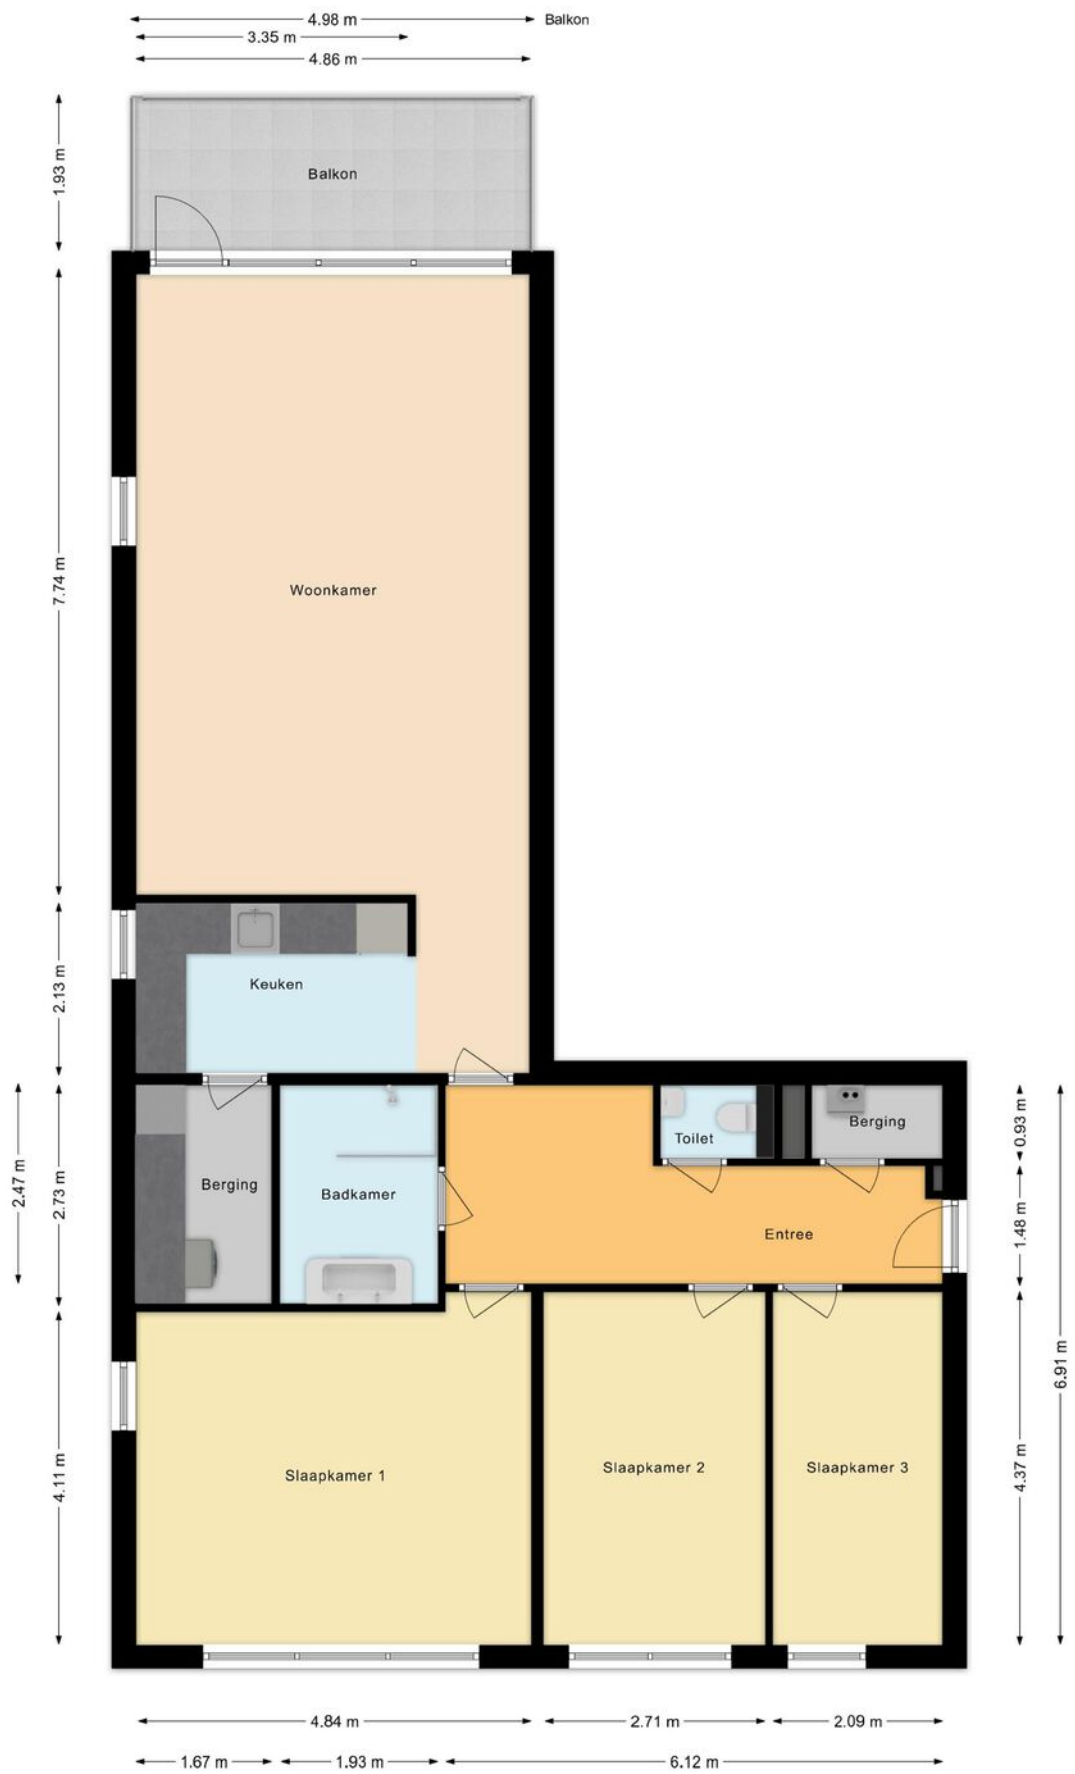 4.98 m Balkon
3.35 m
4.86 m
1.93 m
Balkon
7.74 m
Woonkamer
2.13 m
Keuken
2.47 m
2.73 m
Berging
Badkamer
Toilet
Berging
0.93 m
Entree
1.48 m
6.91 m
4.11 m
Slaapkamer 1
Slaapkamer 2
Slaapkamer 3
4.37 m
4.84 m 2.71 m 2.09 m
1.67 m 1.93 m 6.12 m